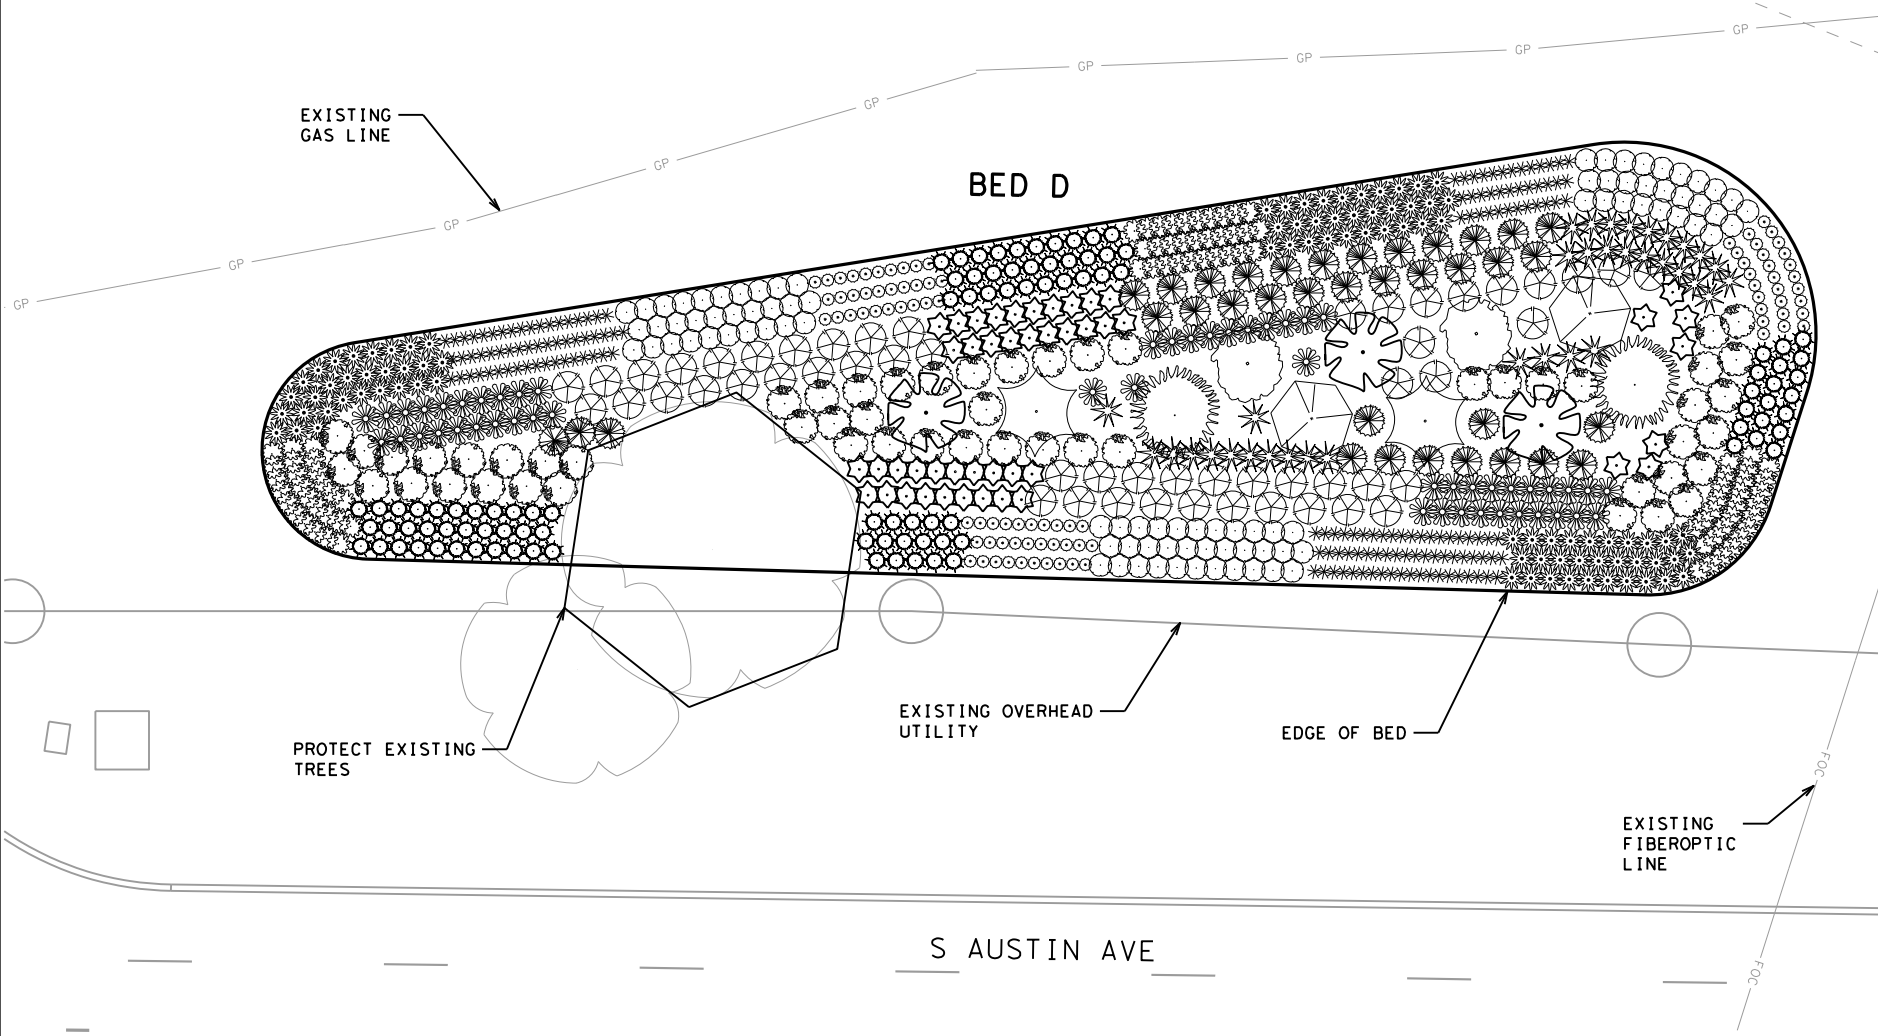 GP
GP
GP
GP
GP
GP
GP
GP
GP
EXISTING
GAS LINE
BED D
EXISTING OVERHEAD
UTILITY
EDGE OF BED
PROTECT EXISTING
TREES
FOC
EXISTING
FIBEROPTIC
LINE
S AUSTIN AVE
FOC